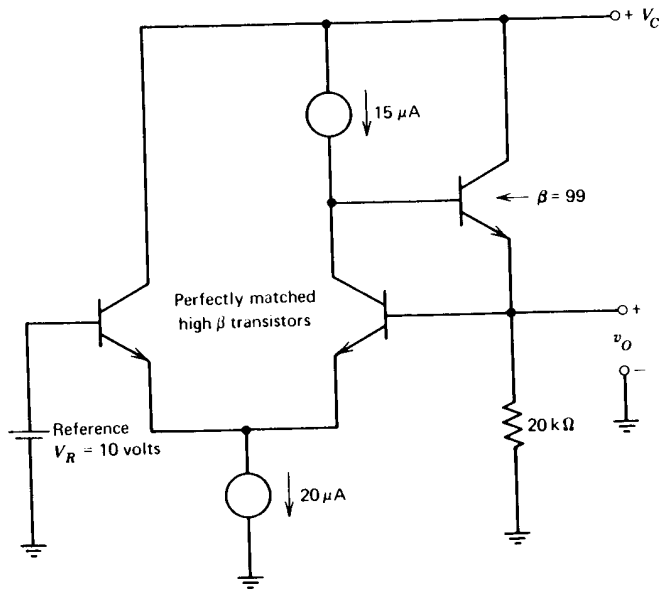 + V_C
15 μA
β = 99
Perfectly matched
high β transistors
+
v_O
−
Reference
V_R = 10 volts
20 kΩ
20 μA